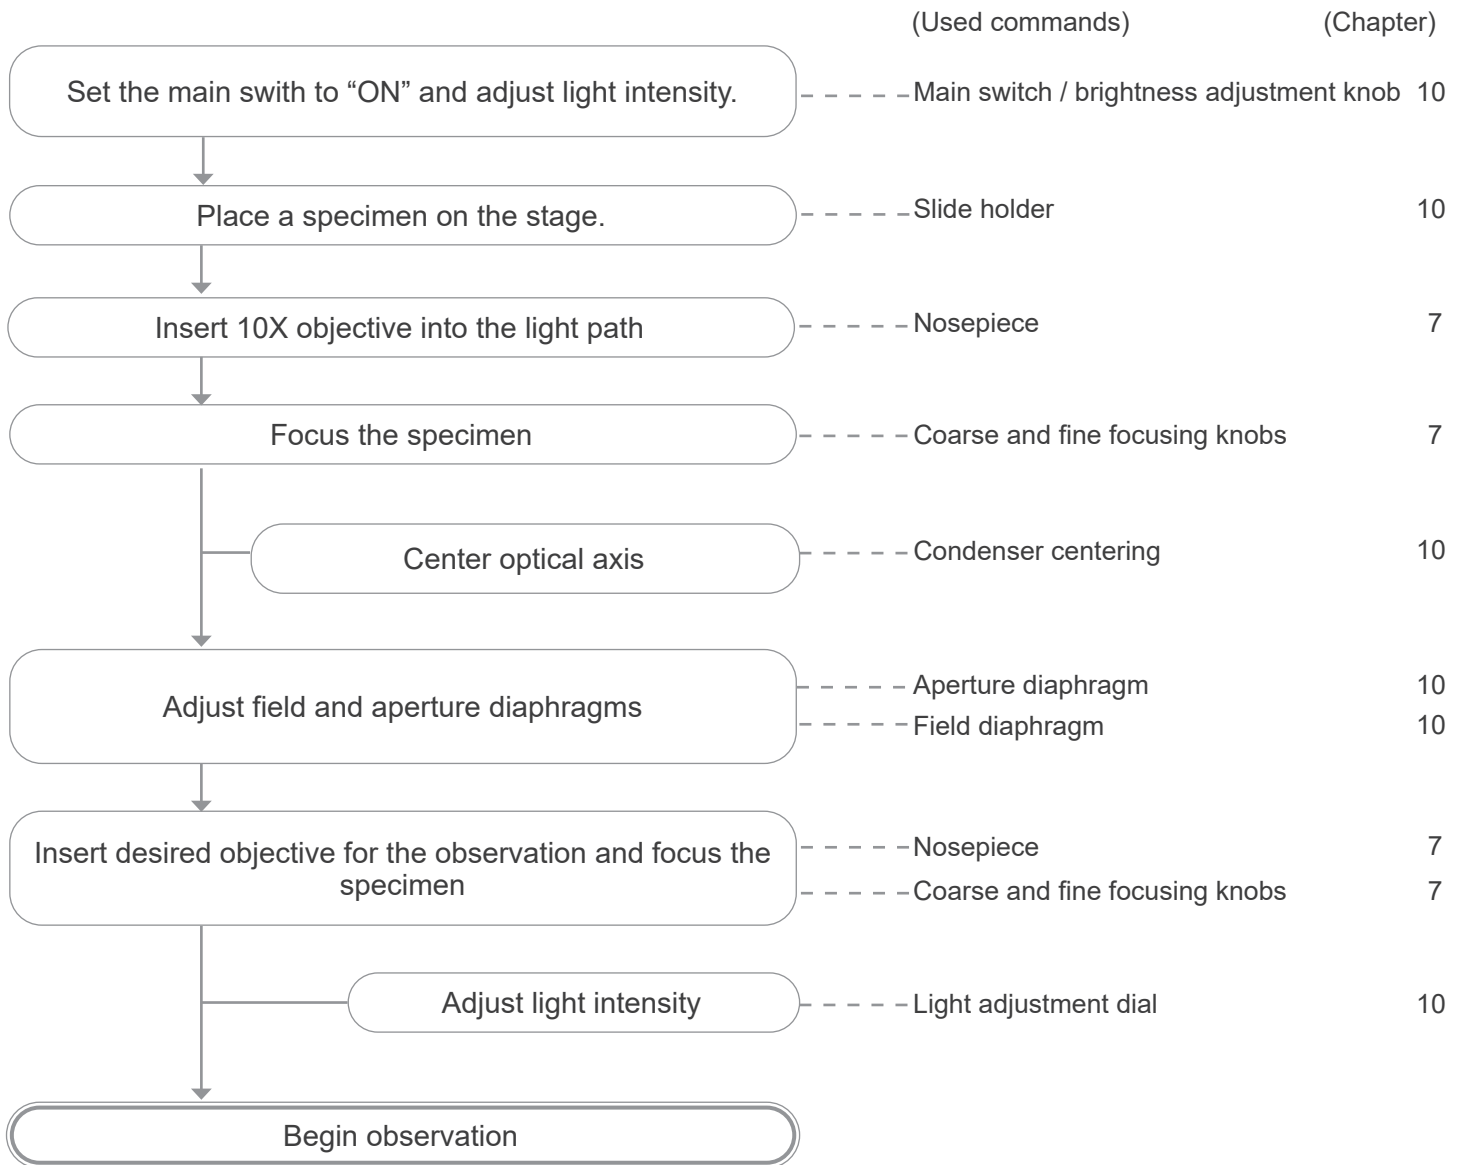 (Used commands) (Chapter)
Set the main swith to “ON” and adjust light intensity. Main switch / brightness adjustment knob 10
Place a specimen on the stage. Slide holder 10
Insert 10X objective into the light path Nosepiece 7
Focus the specimen Coarse and fine focusing knobs 7
Center optical axis Condenser centering 10
Adjust field and aperture diaphragms
Aperture diaphragm 10
Field diaphragm 10
Insert desired objective for the observation and focus the
specimen
Nosepiece 7
Coarse and fine focusing knobs 7
Adjust light intensity Light adjustment dial 10
Begin observation